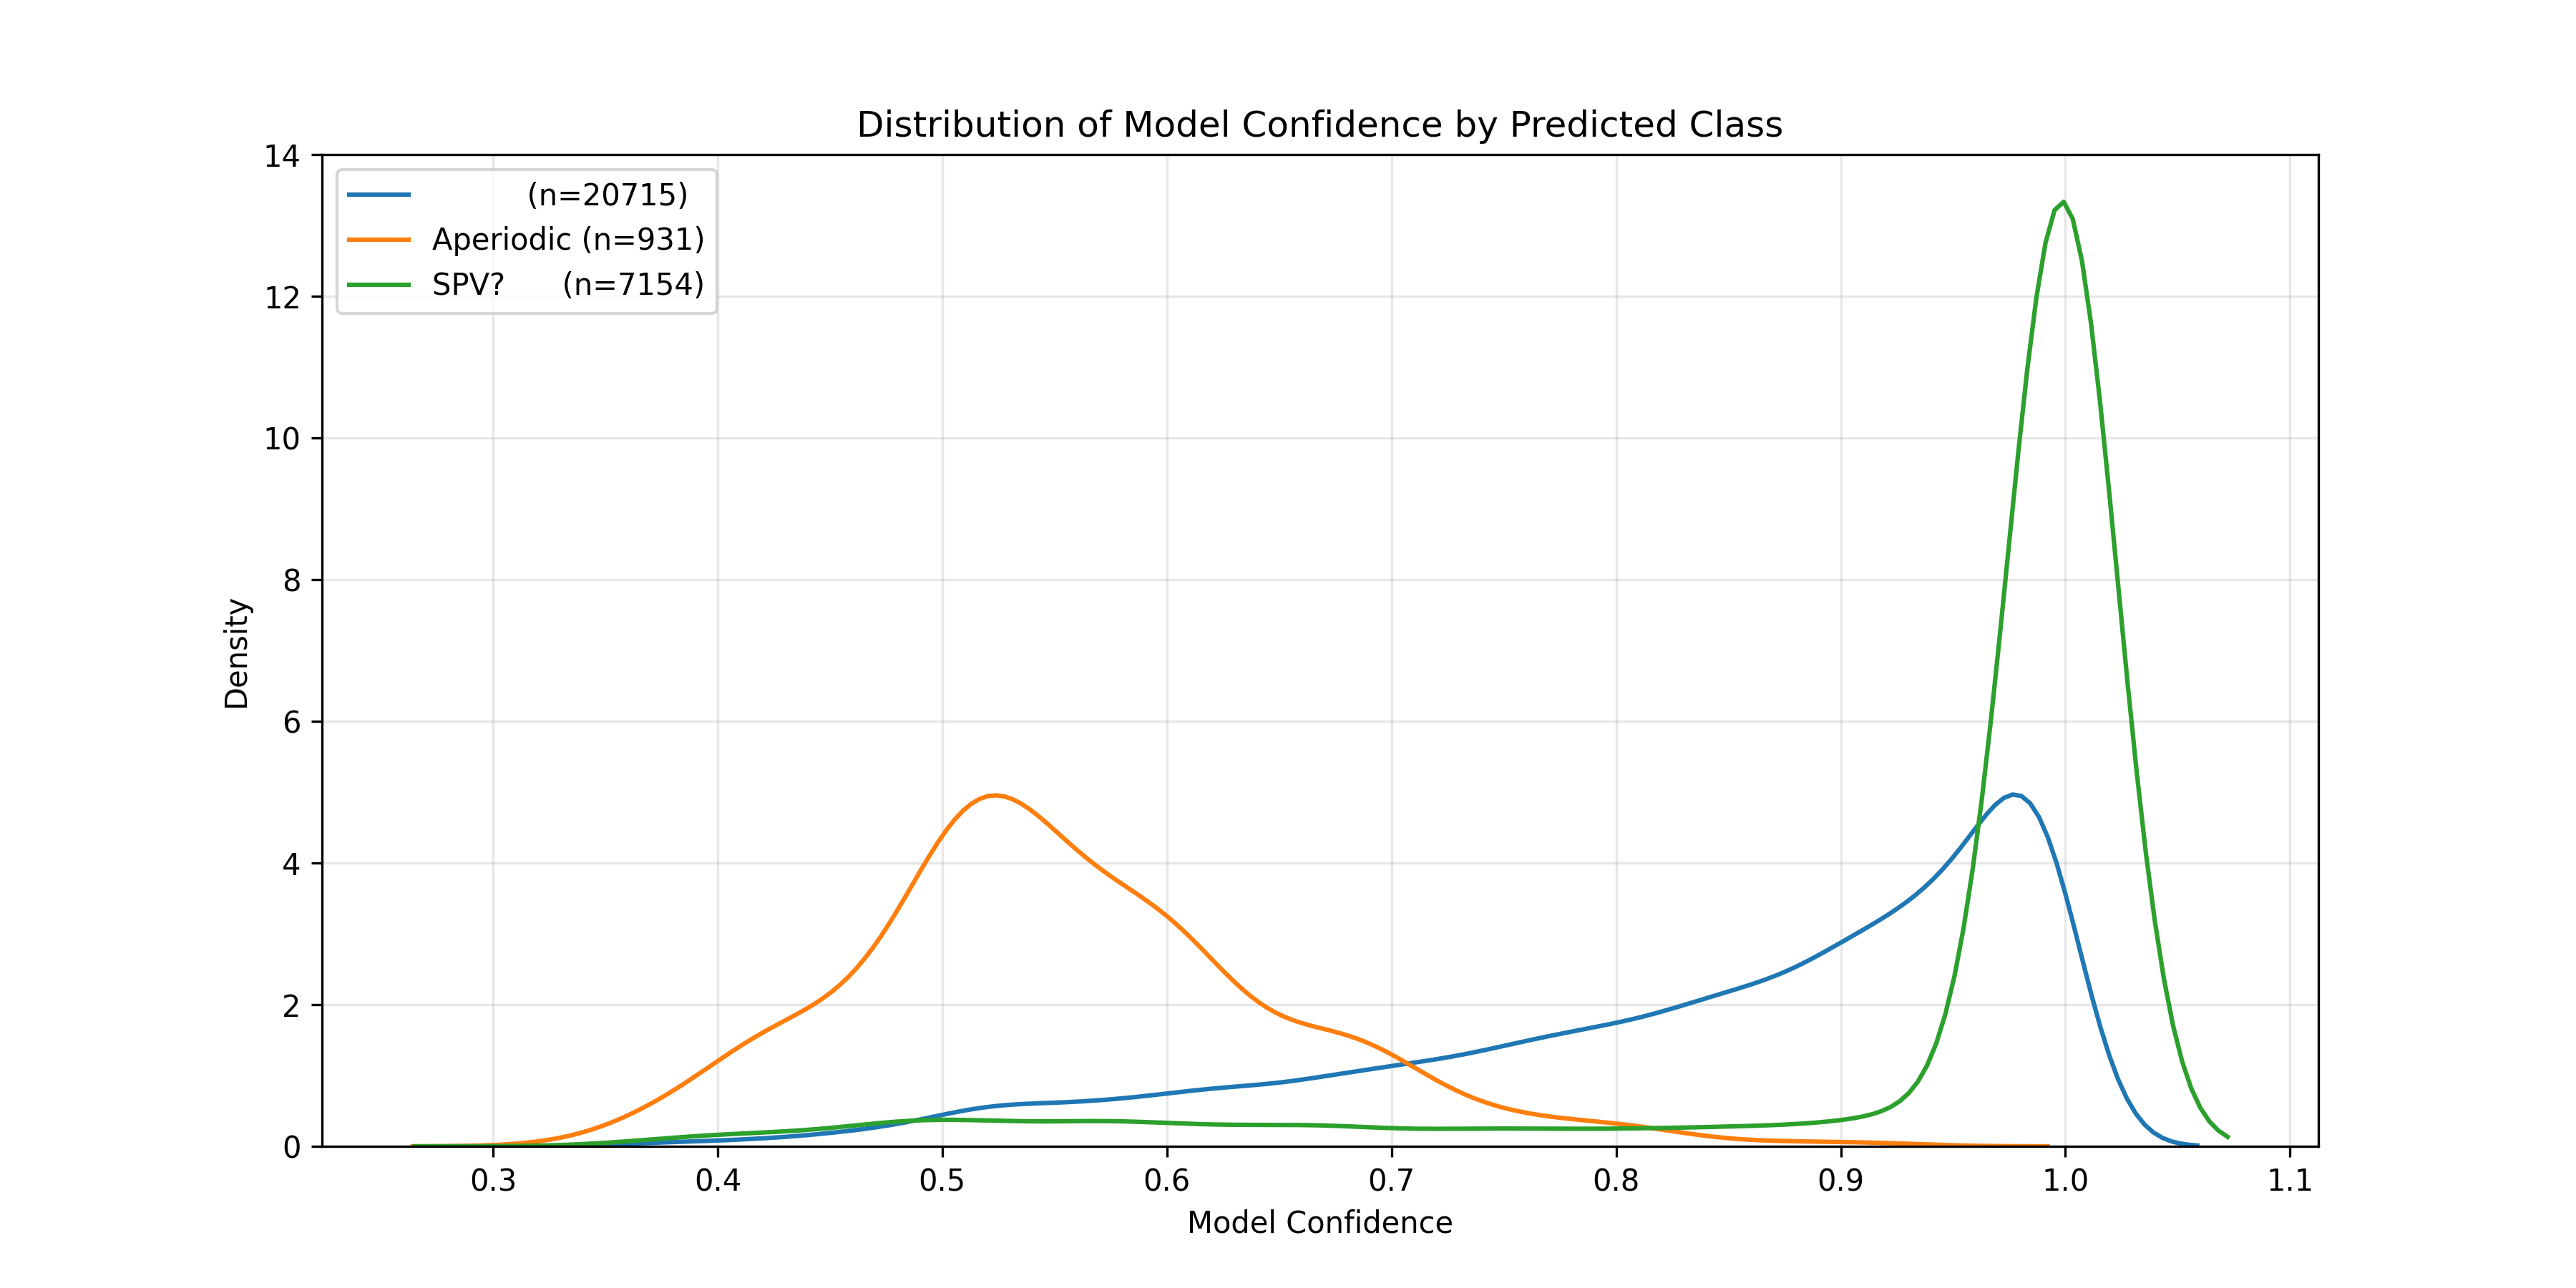 Distribution of Model Confidence by Predicted Class
14
12
10
8
6
4
2
0
Density
(n=20715)
Aperiodic (n=931)
SPV? (n=7154)
0.3 0.4 0.5 0.6 0.7 0.8 0.9 1.0 1.1
Model Confidence